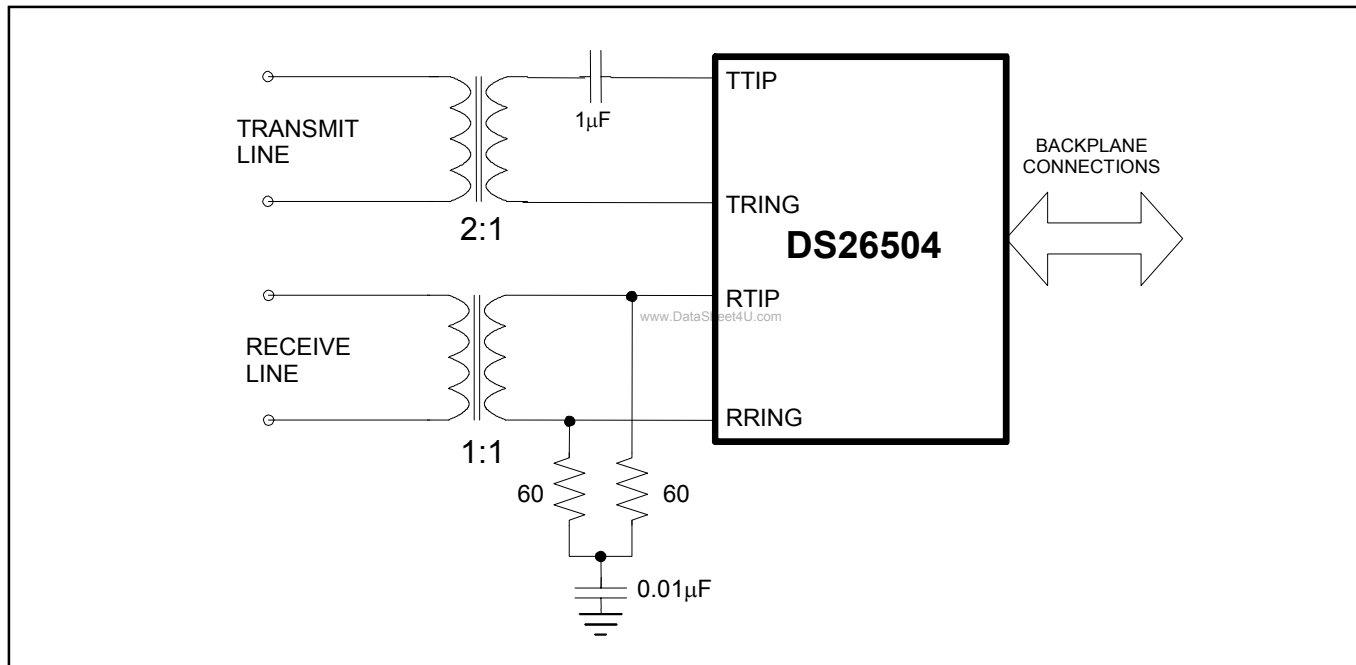 TTIP
1μF
TRANSMIT
LINE
BACKPLANE
CONNECTIONS
TRING
2:1
DS26504
RTIP
www.DataSheet4U.com
RECEIVE
LINE
RRING
1:1
60
60
0.01μF